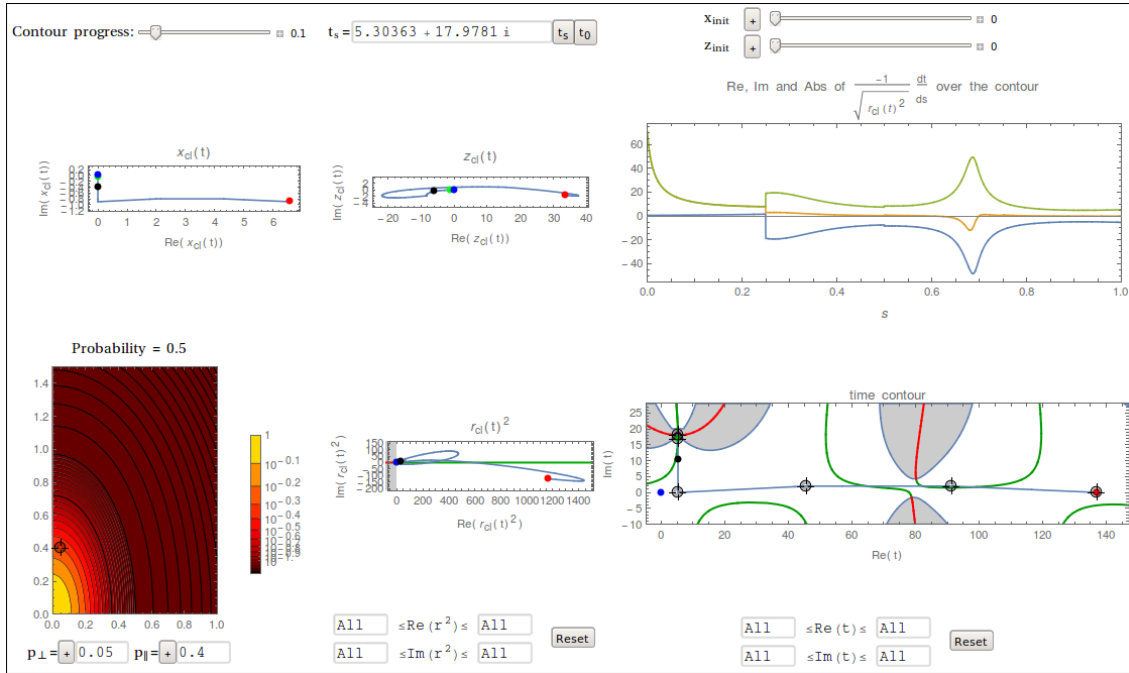 Contour progress: 0.1
t_s = 5.30363 + 17.9781 i  t_s  t_0
x_init + 0
z_init + 0
Re, Im and Abs of -1/√(r_cl(t)^2) dt/ds over the contour
60
40
20
0
-20
-40
0.0 0.2 0.4 0.6 0.8 1.0
s
x_cl(t)
Im( x_cl(t))
0 1 2 3 4 5 6
Re( x_cl(t))
z_cl(t)
Im( z_cl(t))
2
0
-2
-4
-20 -10 0 10 20 30 40
Re( z_cl(t))
Probability = 0.5
1.4
1.2
1.0
0.8
0.6
0.4
0.2
0.0
0.0 0.2 0.4 0.6 0.8 1.0
1
10^-0.1
10^-0.2
10^-0.3
10^-0.4
10^-0.5
p⊥= + 0.05 p∥= + 0.4
r_cl(t)^2
Im( r_cl(t)^2)
150
100
50
0
-50
-100
-150
-200
0 200 400 600 800 1000 1200 1400
Re( r_cl(t)^2)
All ≤Re(r^2)≤ All
All ≤Im(r^2)≤ All
Reset
time contour
Im(t)
25
20
15
10
5
0
-5
-10
0 20 40 60 80 100 120 140
Re(t)
All ≤Re(t)≤ All
All ≤Im(t)≤ All
Reset